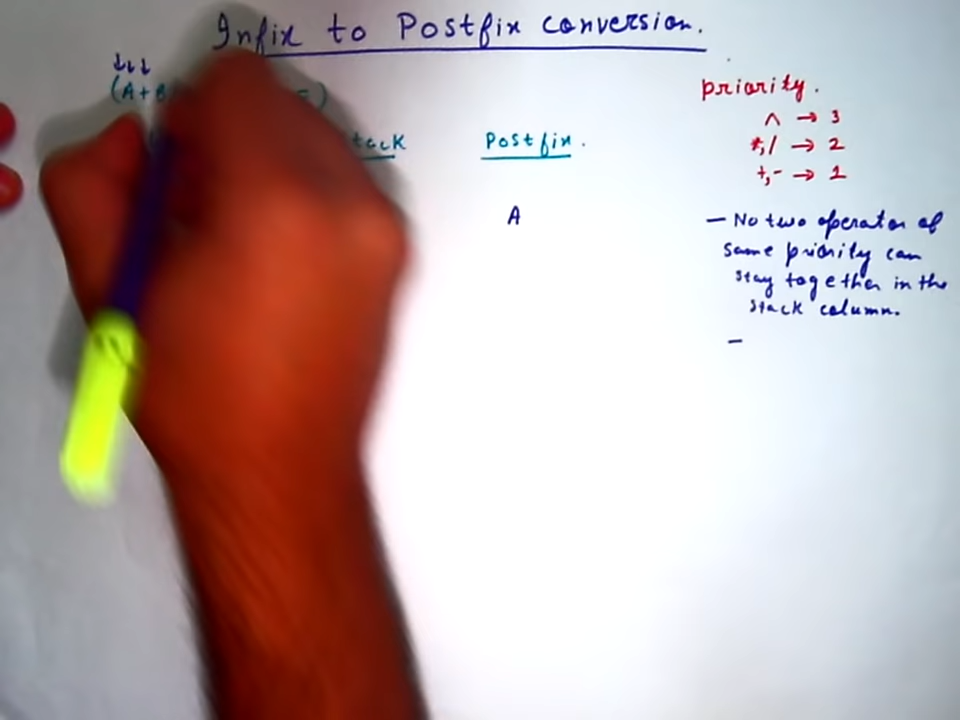 Infix to Postfix conversion.
(A+B )
Postfix.
A
priority.
^ → 3
*,/ → 2
+,- → 1
- No two operator of
same priority can
stay together in the
stack column.
-